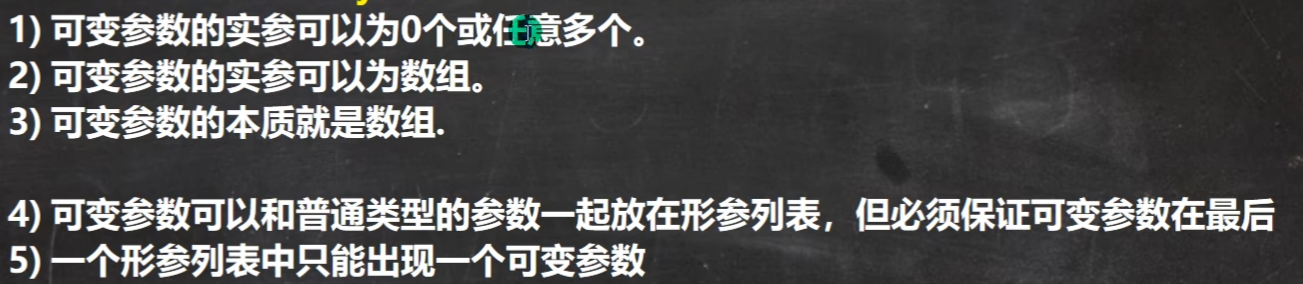 1) 可变参数的实参可以为0个或任意多个。
2) 可变参数的实参可以为数组。
3) 可变参数的本质就是数组.
4) 可变参数可以和普通类型的参数一起放在形参列表，但必须保证可变参数在最后
5) 一个形参列表中只能出现一个可变参数